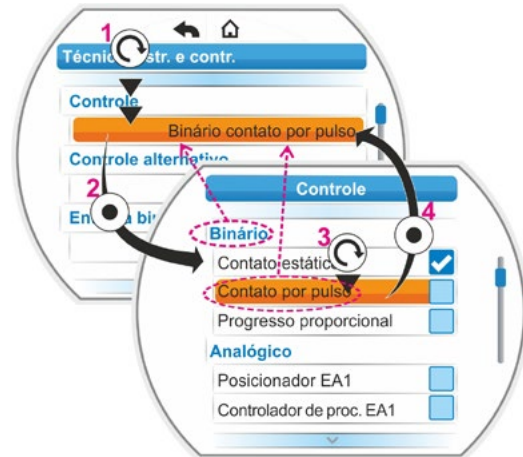 1
Técnic str. e contr.
Controle
Binário contato por pulso
Controle alternativo
2
En a bi
Controle
4
Binário
3
Contato estátic
Contato por pulso
Progresso proporcional
Analógico
Posicionador EA1
Controlador de proc. EA1